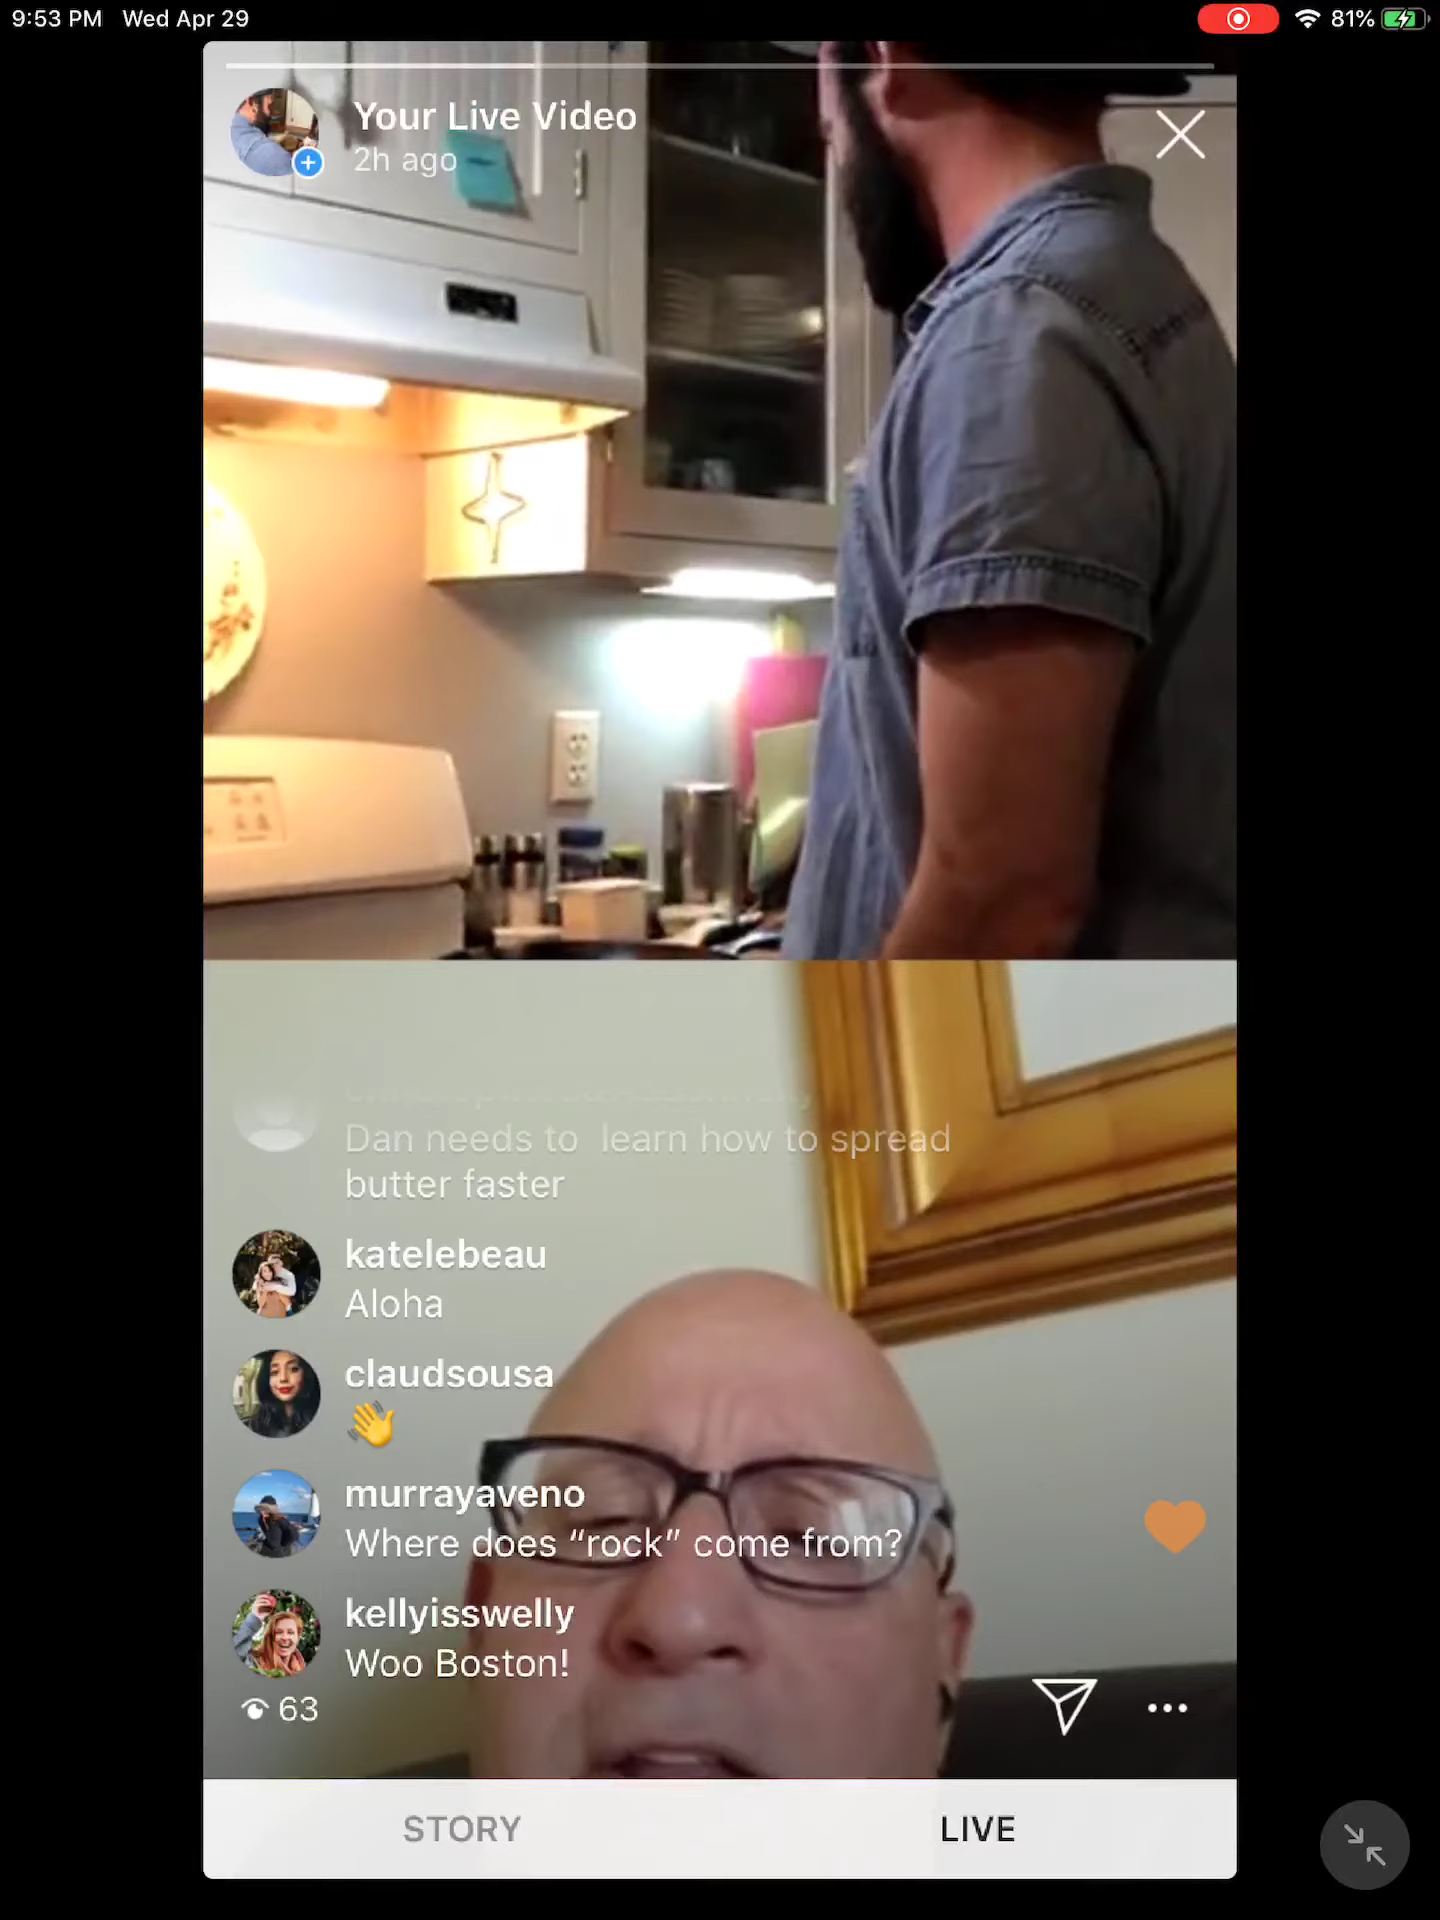 9:53 PM Wed Apr 29
81%
Your Live Video
2h ago
Dan needs to learn how to spread
butter faster
katelebeau
Aloha
claudsousa
👋
murrayaveno
Where does “rock” come from?
kellyisswelly
Woo Boston!
63
STORY
LIVE